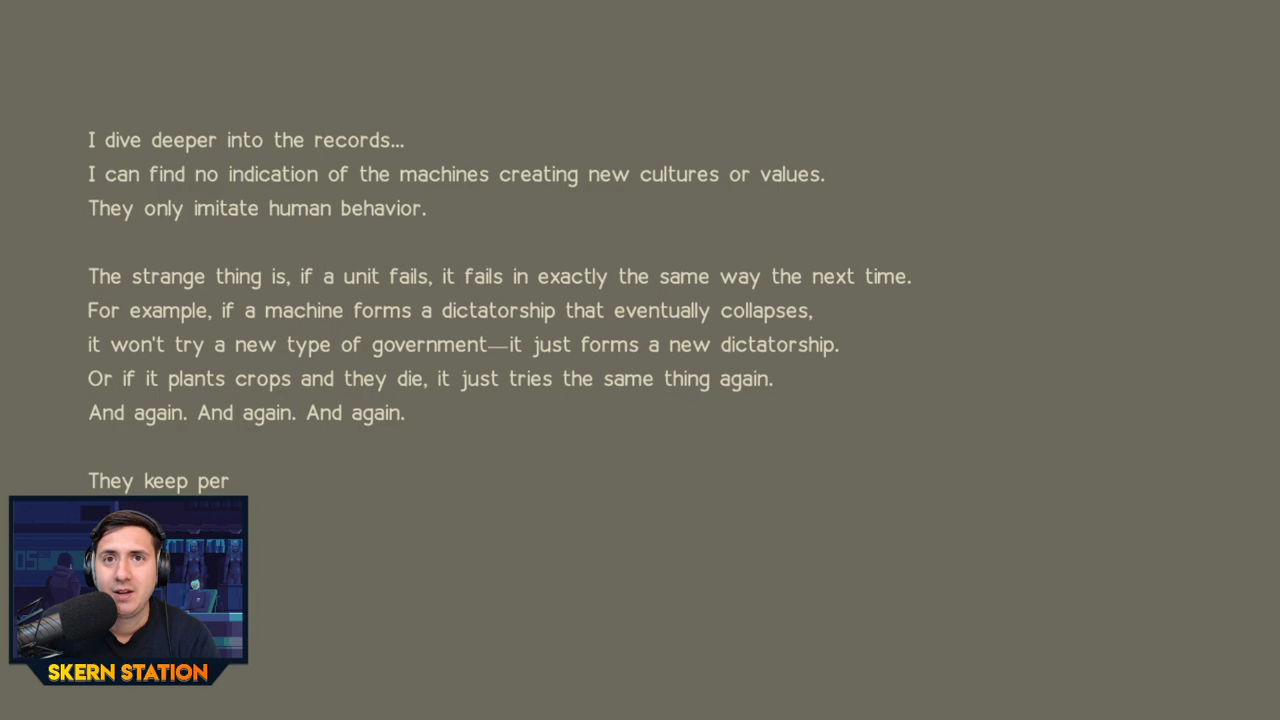 I dive deeper into the records...
I can find no indication of the machines creating new cultures or values.
They only imitate human behavior.
The strange thing is, if a unit fails, it fails in exactly the same way the next time.
For example, if a machine forms a dictatorship that eventually collapses,
it won't try a new type of government—it just forms a new dictatorship.
Or if it plants crops and they die, it just tries the same thing again.
And again. And again. And again.
They keep per
05
SKERN STATION